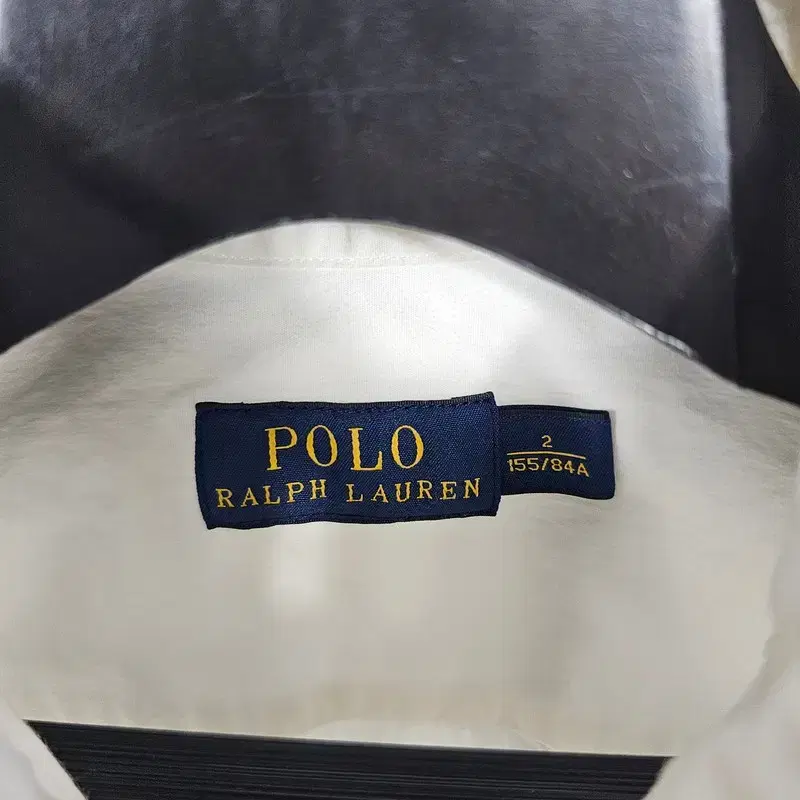 POLO
RALPH LAUREN
2
155/84A